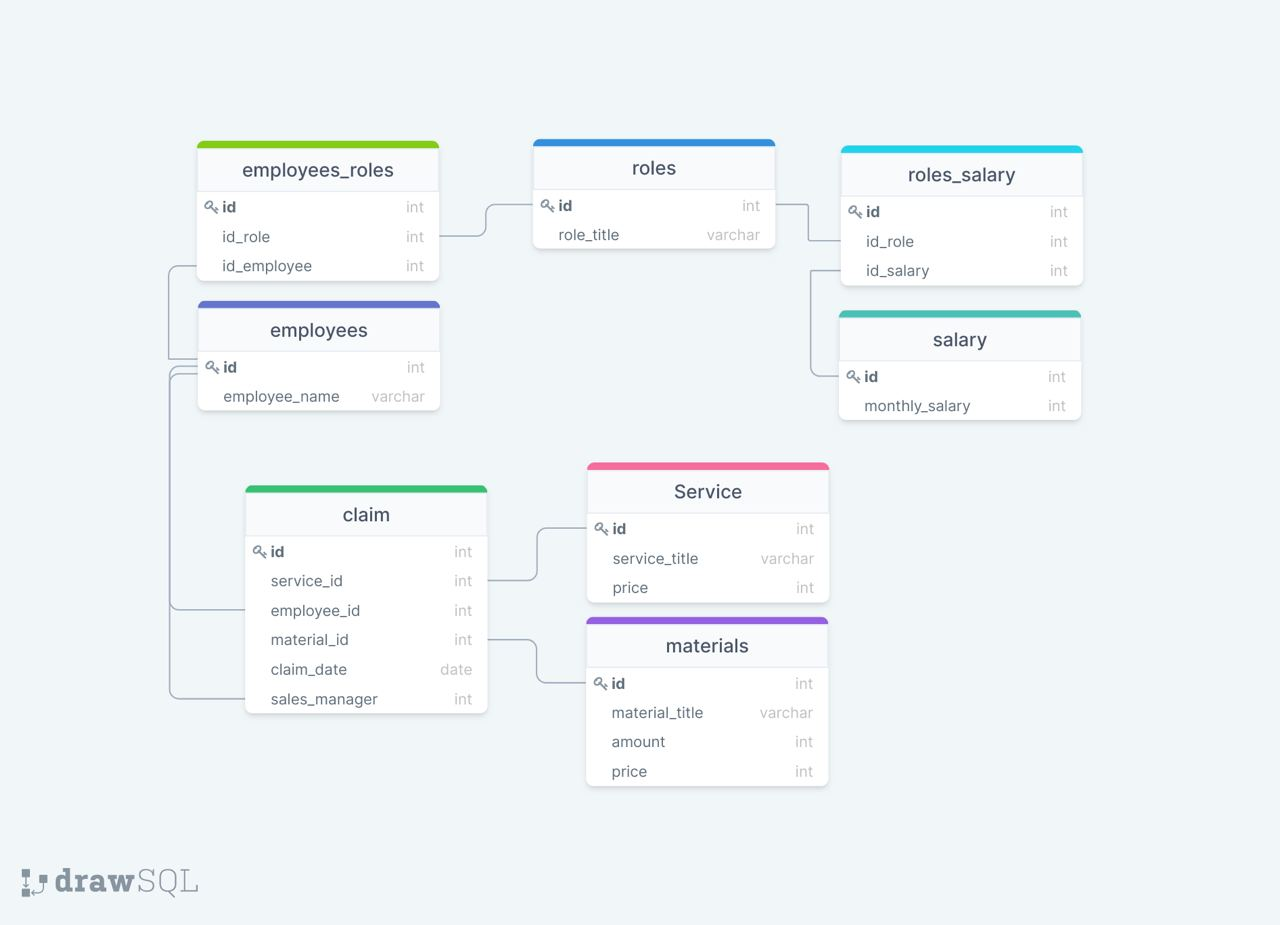 employees_roles
id int
id_role int
id_employee int
roles
id int
role_title varchar
roles_salary
id int
id_role int
id_salary int
employees
id int
employee_name varchar
salary
id int
monthly_salary int
claim
id int
service_id int
employee_id int
material_id int
claim_date date
sales_manager int
Service
id int
service_title varchar
price int
materials
id int
material_title varchar
amount int
price int
drawSQL